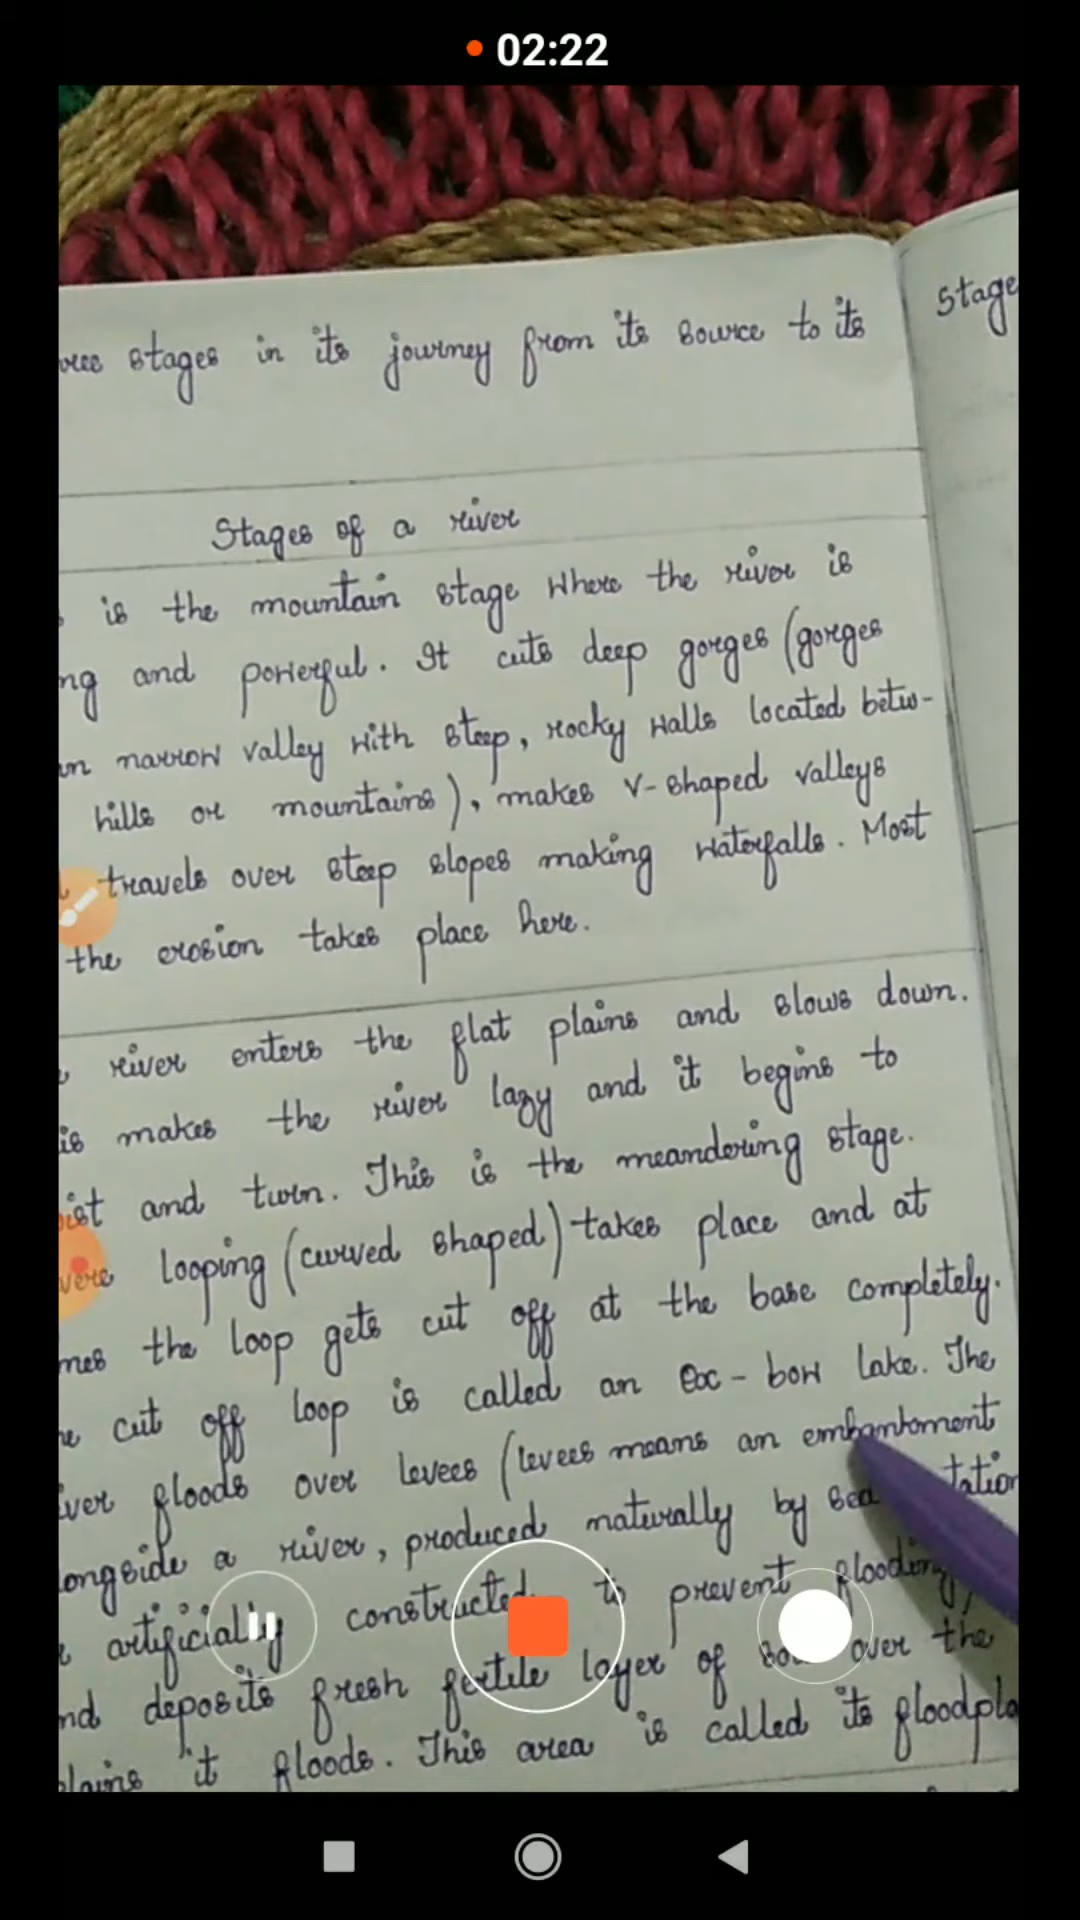 02:22
stages in its journey from its source to its
Stage
Stages of a river
is the mountain stage where the river is
and powerful. It cuts deep gorges (gorges
narrow valley with steep, rocky walls located betw-
hills or mountains), makes V-shaped valleys
travels over steep slopes making waterfalls. Most
the erosion takes place here.
river enters the flat plains and slows down.
makes the river lazy and it begins to
and turn. This is the meandering stage.
looping (curved shaped) takes place and at
the loop gets cut off at the base completely.
cut off loop is called an Ox-bow lake. The
floods over levees (levees means an embankment
a river, produced naturally by
artificially constructed to prevent flooding)
deposits fresh fertile layer of over the
it floods. This area is called its